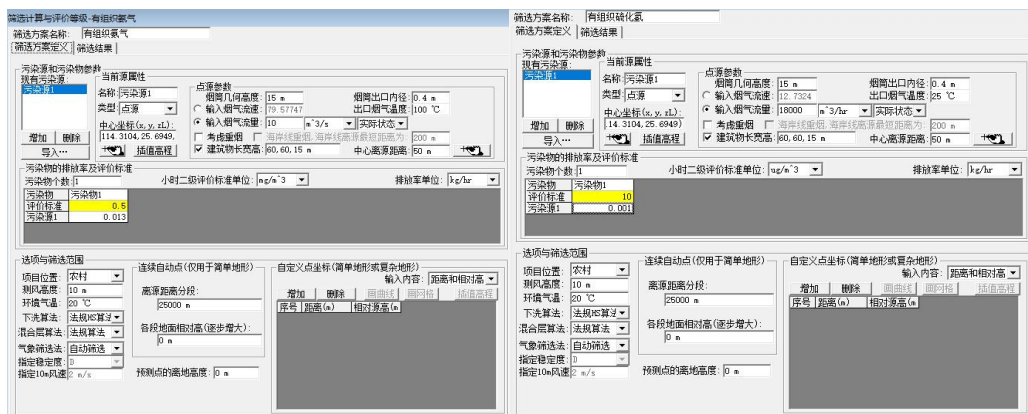 筛选计算与评价等级-有组织氨气
筛选方案名称: 有组织氨气
筛选方案定义 筛选结果
污染源和污染物参数
现有污染源:
污染源1
增加 删除
导入…
当前源属性
名称:污染源1
类型:点源
中心坐标(x, y, zL):
114.3104,25.6949,
插值高程
点源参数
烟筒几何高度: 15 m 烟筒出口内径: 0.4 m
输入烟气流速: 79.57747 出口烟气温度: 100 ℃
输入烟气流量: 10 m^3/s 实际状态
考虑重烟 海岸线重烟,海岸线离源最短距离为: 200 m
建筑物长宽高: 60,60,15 m 中心离源距离: 50 m
污染物的排放率及评价标准
污染物个数:1 小时二级评价标准单位: mg/m^3 排放率单位: kg/hr
污染物 污染物1
评价标准 0.5
污染源1 0.013
选项与筛选范围
项目位置: 农村
测风高度: 10 m
环境气温: 20 ℃
下洗算法: 法规HS算法
混合层算法: 法规算法
气象筛选法: 自动筛选
指定稳定度: D
指定10m风速 2 m/s
连续自动点(仅用于简单地形)
离源距离分段:
25000 m
各段地面相对高(逐步增大):
0 m
预测点的离地高度: 0 m
自定义点坐标(简单地形或复杂地形)
输入内容: 距离和相对高
增加 删除 画曲线 画网格 插值高程
序号 距离(m) 相对源高(m
筛选方案名称: 有组织硫化氢
筛选方案定义 筛选结果
污染源和污染物参数
现有污染源:
污染源1
增加 删除
导入…
当前源属性
名称:污染源1
类型:点源
中心坐标(x, y, zL):
114.3104,25.6949)
插值高程
点源参数
烟筒几何高度: 15 m 烟筒出口内径: 0.4 m
输入烟气流速: 12.7324 出口烟气温度: 25 ℃
输入烟气流量: 18000 m^3/hr 实际状态
考虑重烟 海岸线重烟,海岸线离源最短距离为: 200 m
建筑物长宽高: 60,60,15 m 中心离源距离: 50 m
污染物的排放率及评价标准
污染物个数:1 小时二级评价标准单位: ug/m^3 排放率单位: kg/hr
污染物 污染物1
评价标准 10
污染源1 0.001
选项与筛选范围
项目位置: 农村
测风高度: 10 m
环境气温: 20 ℃
下洗算法: 法规HS算法
混合层算法: 法规算法
气象筛选法: 自动筛选
指定稳定度: D
指定10m风速 2 m/s
连续自动点(仅用于简单地形)
离源距离分段:
25000 m
各段地面相对高(逐步增大):
0 m
预测点的离地高度: 0 m
自定义点坐标(简单地形或复杂地形)
输入内容: 距离和相对高
增加 删除 画曲线 画网格 插值高程
序号 距离(m) 相对源高(m